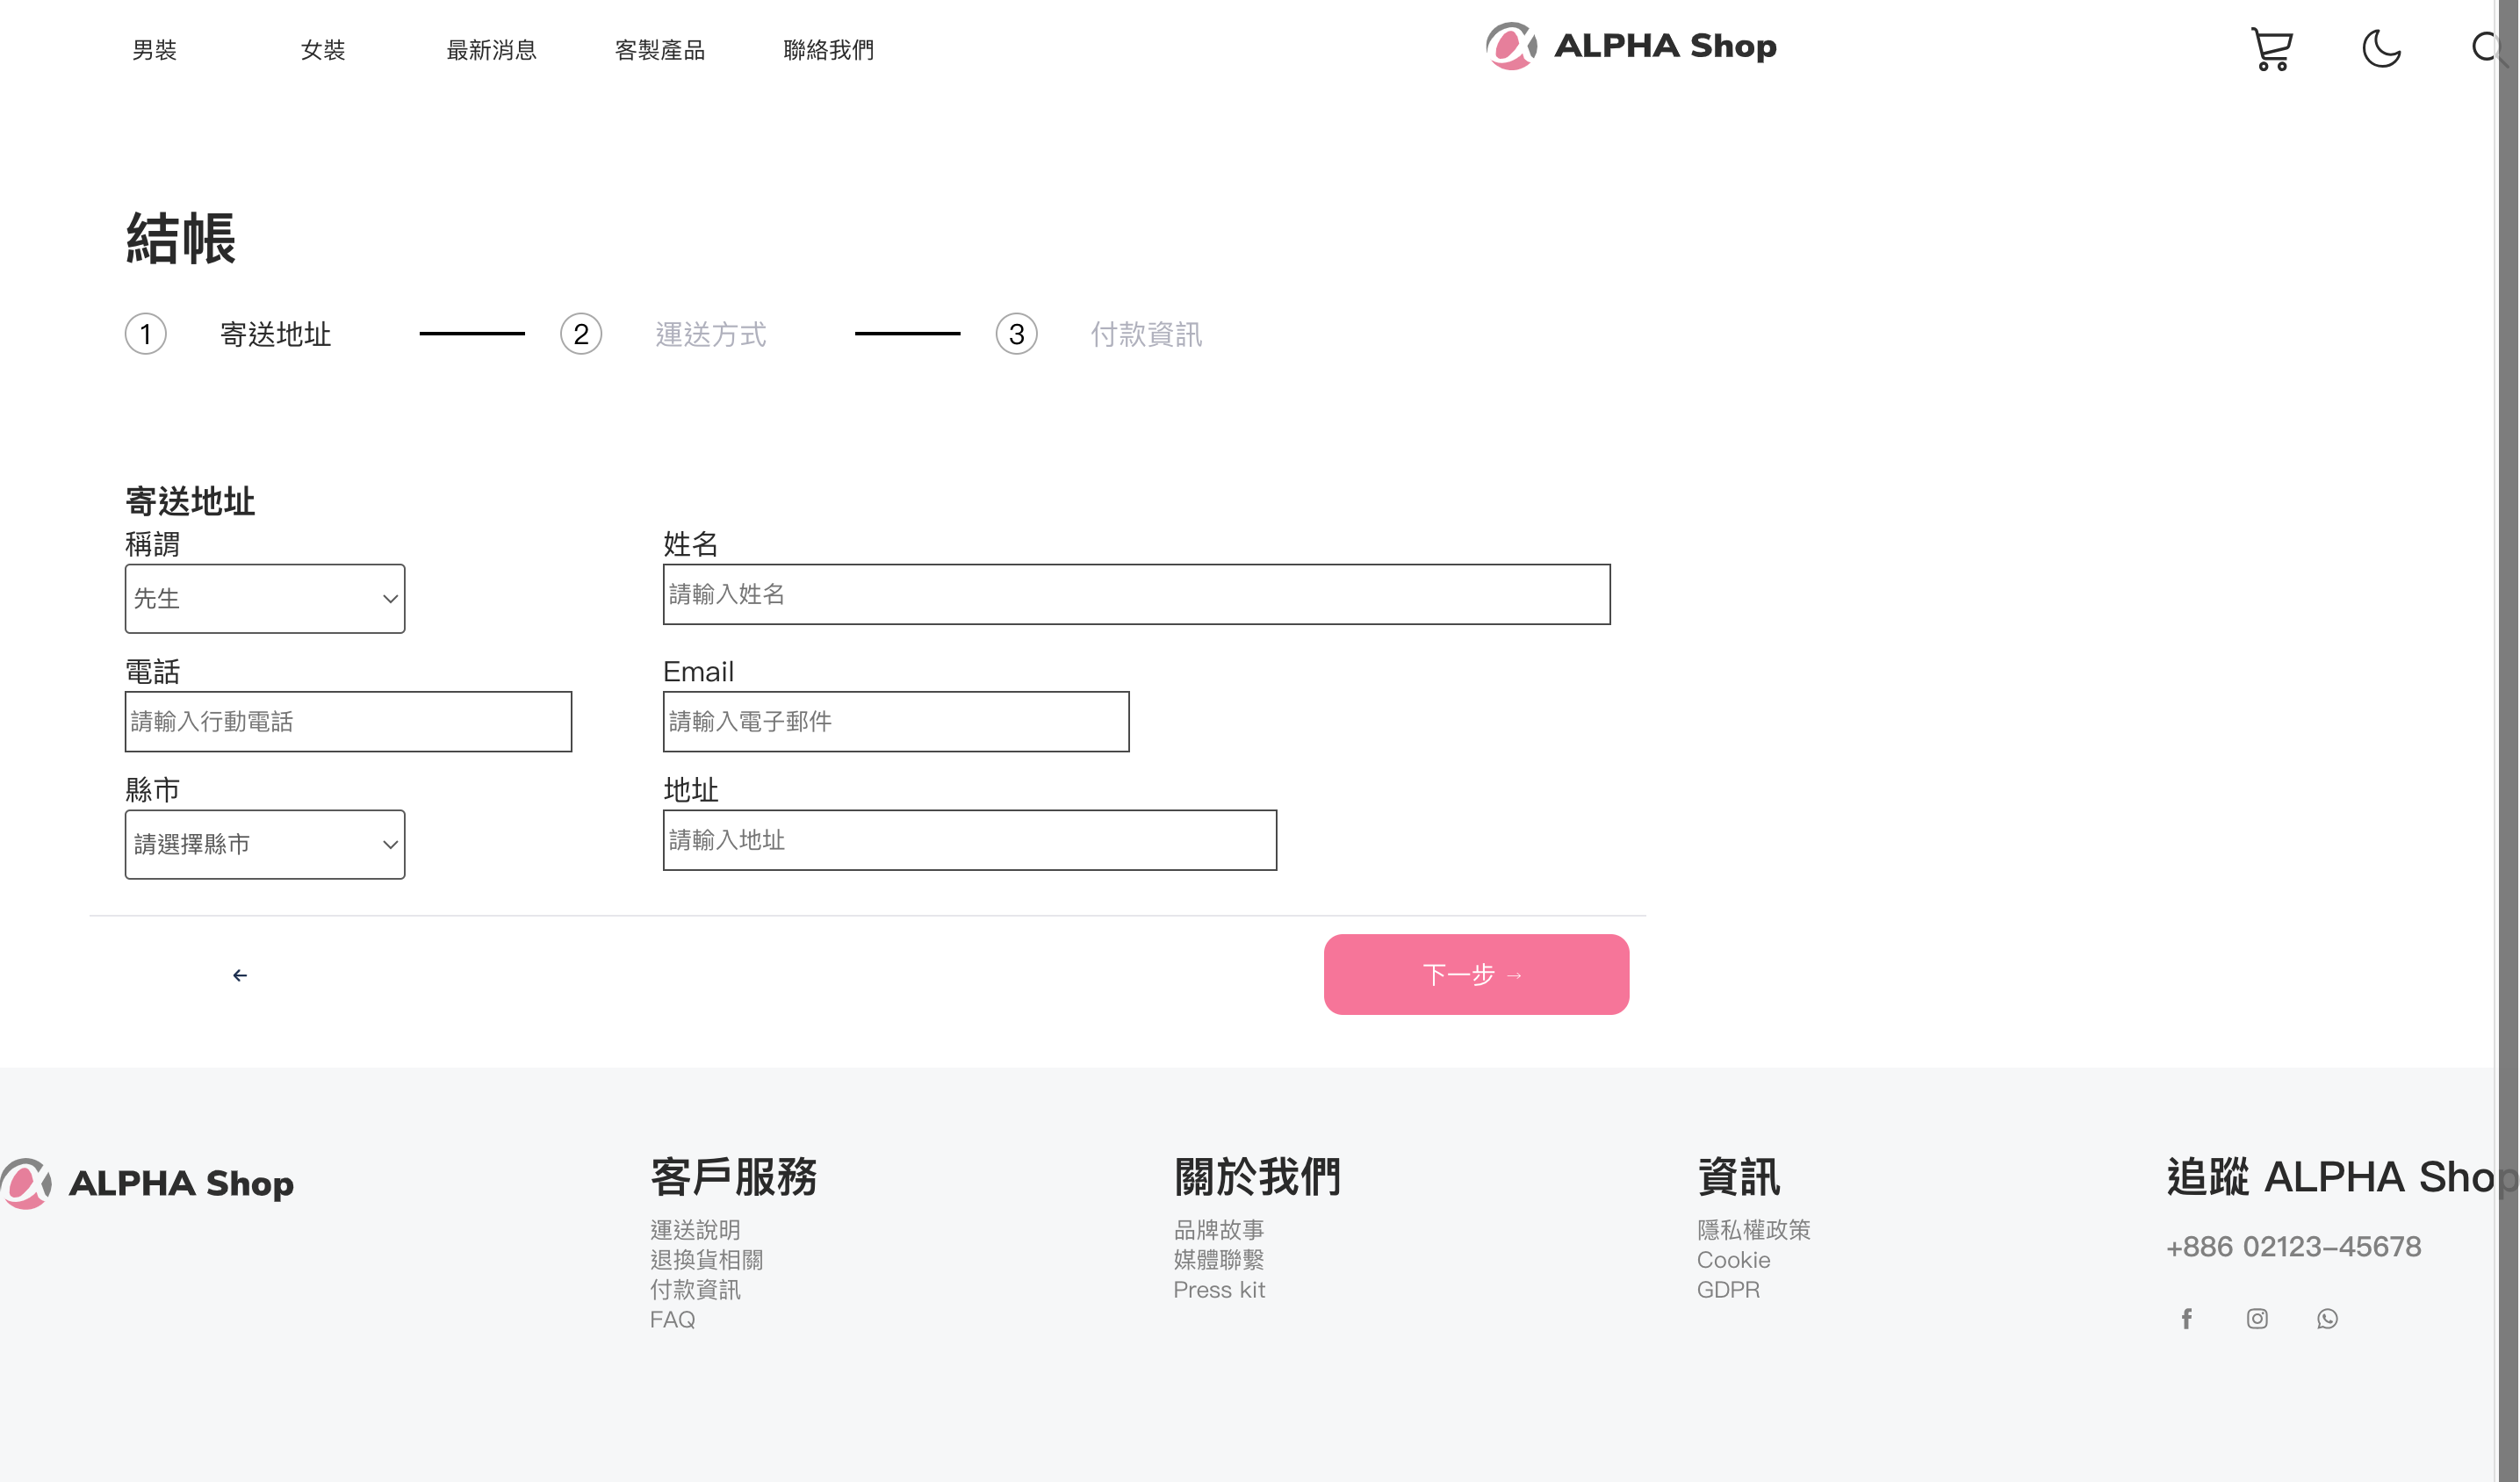 男裝 女裝 最新消息 客製產品 聯絡我們 ALPHA Shop
結帳
1 寄送地址 2 運送方式 3 付款資訊
寄送地址
稱謂 姓名
先生 請輸入姓名
電話 Email
請輸入行動電話 請輸入電子郵件
縣市 地址
請選擇縣市 請輸入地址
← 下一步 →
ALPHA Shop
客戶服務
運送說明
退換貨相關
付款資訊
FAQ
關於我們
品牌故事
媒體聯繫
Press kit
資訊
隱私權政策
Cookie
GDPR
追蹤 ALPHA Shop
+886 02123-45678